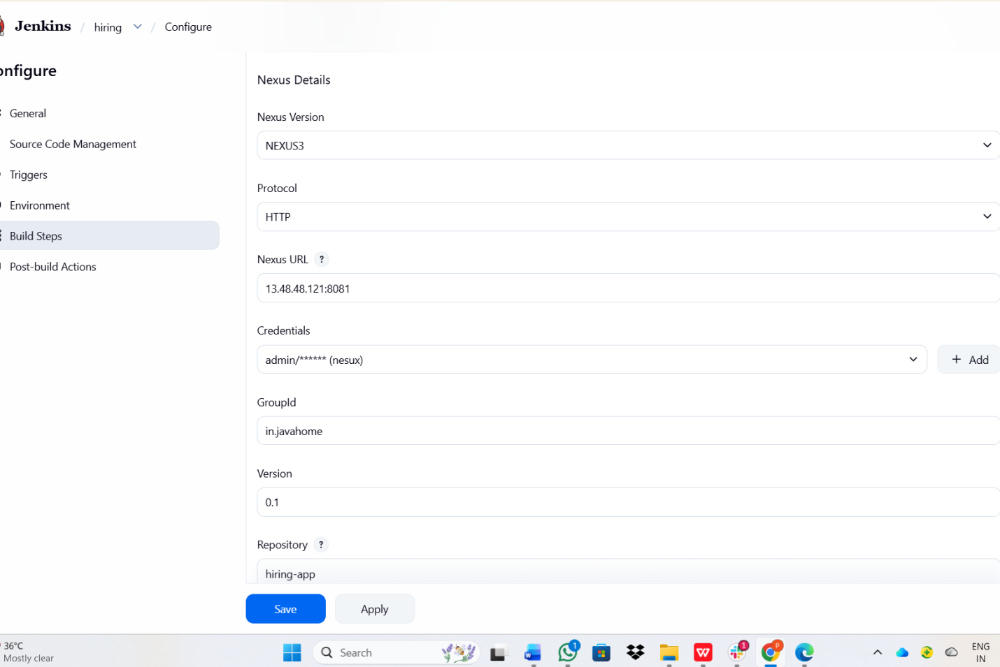 Jenkins / hiring / Configure
onfigure
General
Source Code Management
Triggers
Environment
Build Steps
Post-build Actions
Nexus Details
Nexus Version
NEXUS3
Protocol
HTTP
Nexus URL ?
13.48.48.121:8081
Credentials
admin/****** (nesux)
+ Add
GroupId
in.javahome
Version
0.1
Repository ?
hiring-app
Save
Apply
36°C
Mostly clear
Search
W
1
W
1
P
ENG
IN